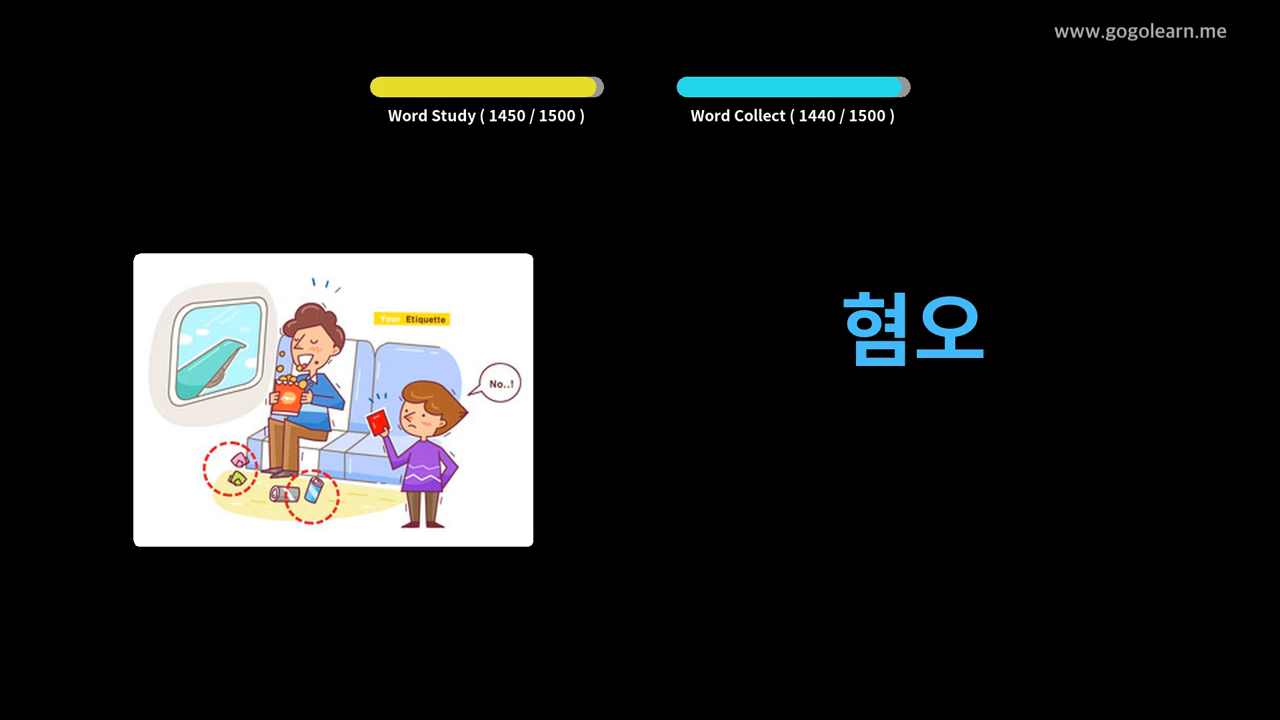 www.gogolearn.me
Word Study ( 1450 / 1500 )
Word Collect ( 1440 / 1500 )
Your Etiquette
No..!
혐오